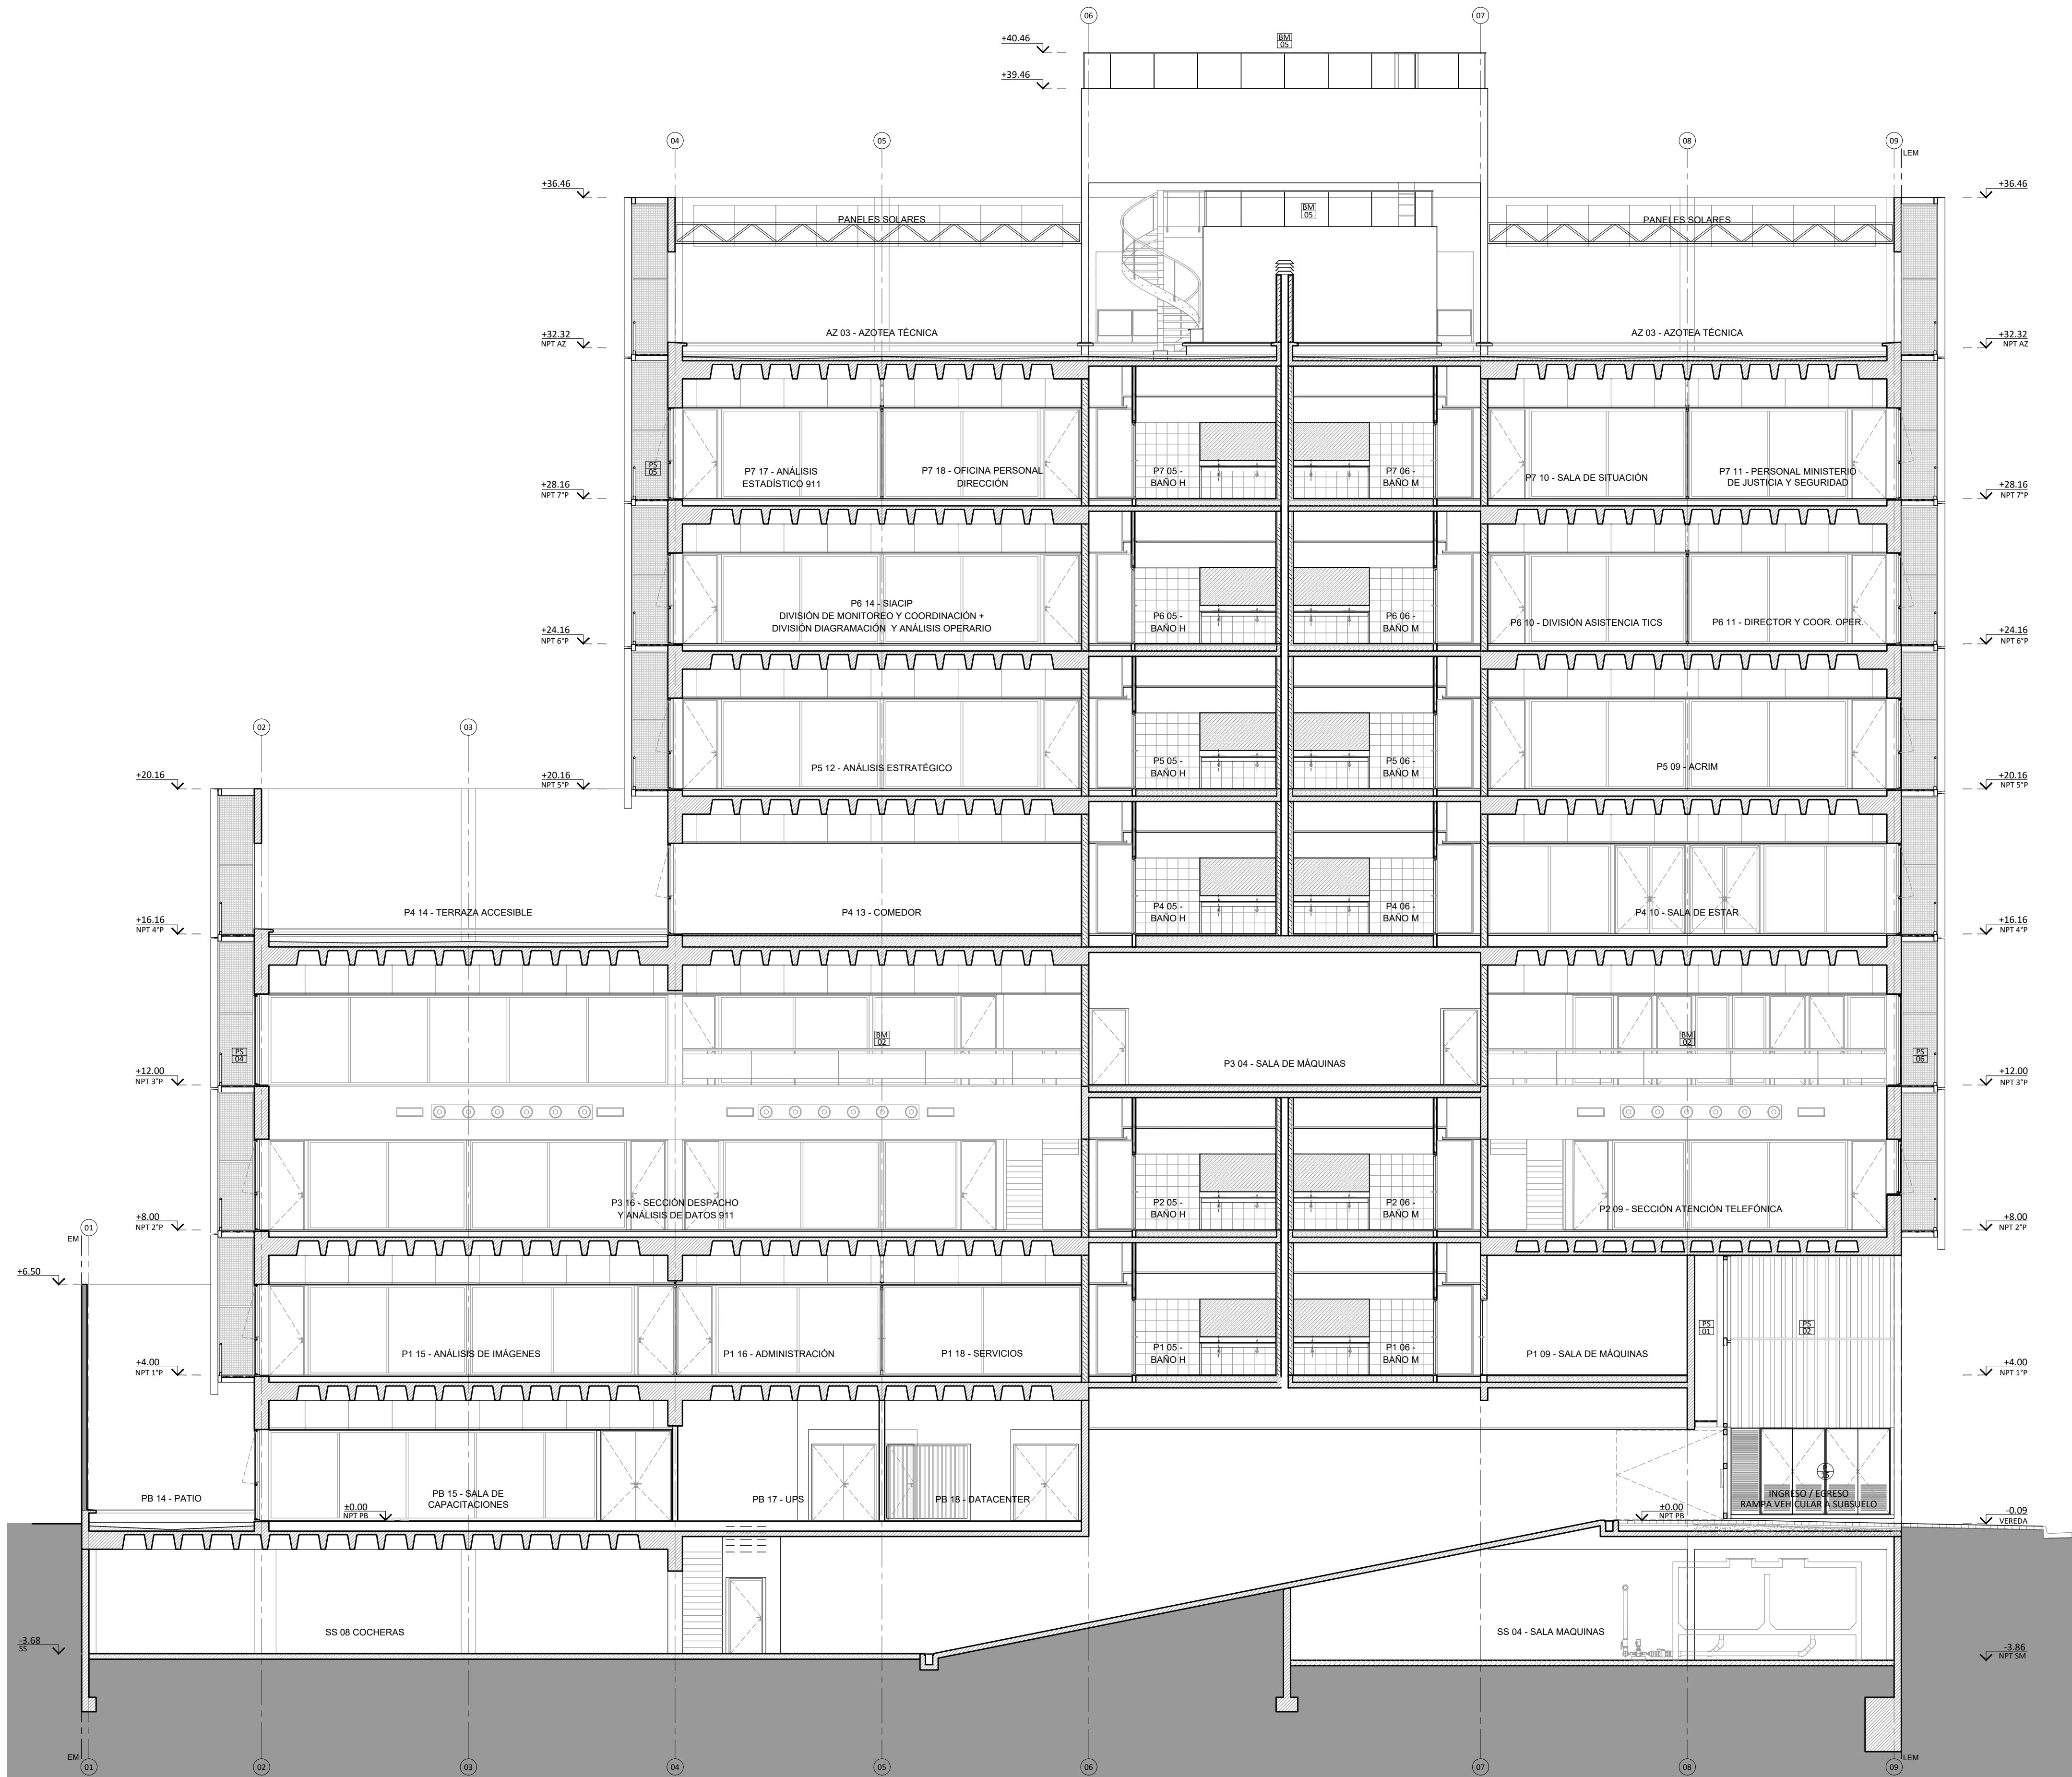 06
07
+40.46
BM
05
+39.46
04
05
08
09
LEM
+36.46
+36.46
PANELES SOLARES
BM
05
PANELES SOLARES
+32.32
NPT AZ
AZ 03 - AZOTEA TÉCNICA
AZ 03 - AZOTEA TÉCNICA
+32.32
NPT AZ
PS
05
P7 17 - ANÁLISIS
ESTADÍSTICO 911
P7 18 - OFICINA PERSONAL
DIRECCIÓN
P7 05 -
BAÑO H
P7 06 -
BAÑO M
P7 10 - SALA DE SITUACIÓN
P7 11 - PERSONAL MINISTERIO
DE JUSTICIA Y SEGURIDAD
+28.16
NPT 7°P
+28.16
NPT 7°P
P6 14 - SIACIP
DIVISIÓN DE MONITOREO Y COORDINACIÓN +
DIVISIÓN DIAGRAMACIÓN Y ANÁLISIS OPERARIO
P6 05 -
BAÑO H
P6 06 -
BAÑO M
P6 10 - DIVISIÓN ASISTENCIA TICS
P6 11 - DIRECTOR Y COOR. OPER.
+24.16
NPT 6°P
+24.16
NPT 6°P
02
03
P5 12 - ANÁLISIS ESTRATÉGICO
P5 05 -
BAÑO H
P5 06 -
BAÑO M
P5 09 - ACRIM
+20.16
+20.16
NPT 5°P
+20.16
NPT 5°P
P4 14 - TERRAZA ACCESIBLE
P4 13 - COMEDOR
P4 05 -
BAÑO H
P4 06 -
BAÑO M
P4 10 - SALA DE ESTAR
+16.16
NPT 4°P
+16.16
NPT 4°P
PS
04
BM
02
P3 04 - SALA DE MÁQUINAS
BM
02
PS
06
+12.00
NPT 3°P
+12.00
NPT 3°P
P3 16 - SECCIÓN DESPACHO
Y ANÁLISIS DE DATOS 911
P2 05 -
BAÑO H
P2 06 -
BAÑO M
P2 09 - SECCIÓN ATENCIÓN TELEFÓNICA
+8.00
NPT 2°P
+8.00
NPT 2°P
01
EM
+6.50
P1 15 - ANÁLISIS DE IMÁGENES
P1 16 - ADMINISTRACIÓN
P1 18 - SERVICIOS
P1 05 -
BAÑO H
P1 06 -
BAÑO M
P1 09 - SALA DE MÁQUINAS
PS
01
PS
02
+4.00
NPT 1°P
+4.00
NPT 1°P
PB 14 - PATIO
PB 15 - SALA DE
CAPACITACIONES
±0.00
NPT PB
PB 17 - UPS
PB 18 - DATACENTER
±0.00
NPT PB
P
15
INGRESO / EGRESO
RAMPA VEHICULAR A SUBSUELO
-0.09
VEREDA
SS 08 COCHERAS
SS 04 - SALA MAQUINAS
-3.68
SS
-3.86
NPT SM
EM
LEM
01
02
03
04
05
06
07
08
09